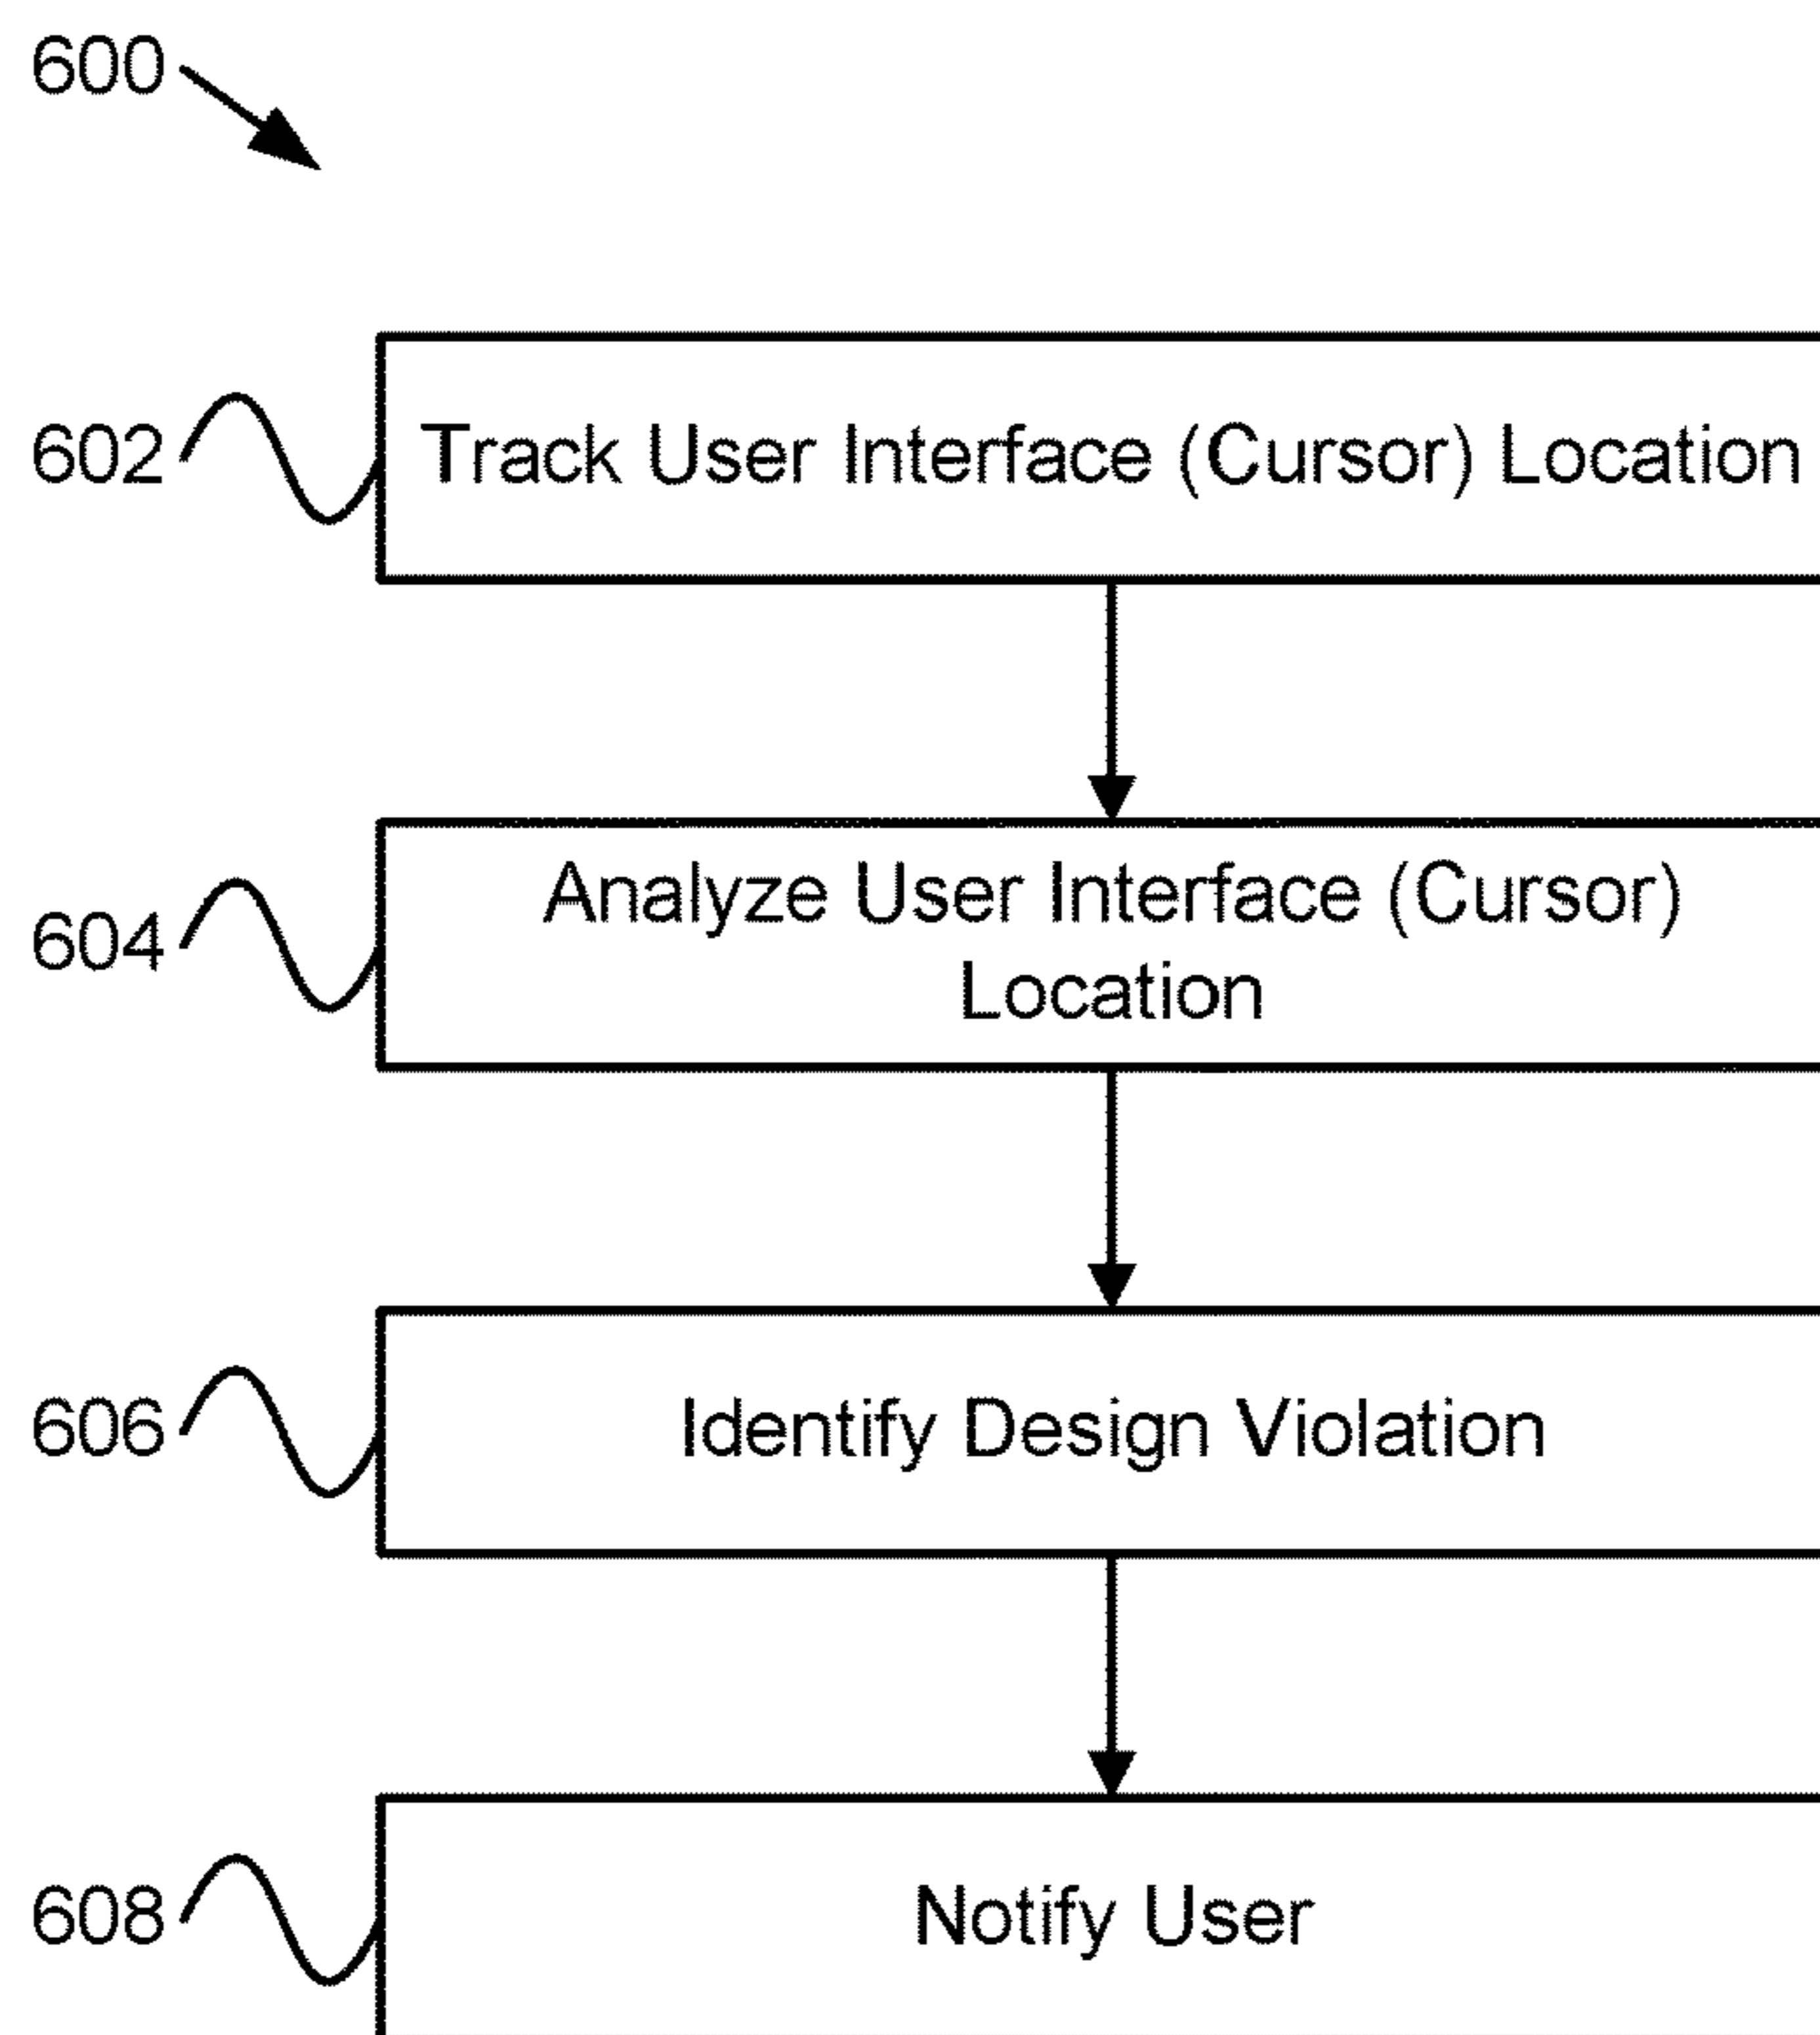 600
602 Track User Interface (Cursor) Location
604 Analyze User Interface (Cursor)
Location
606 Identify Design Violation
608 Notify User